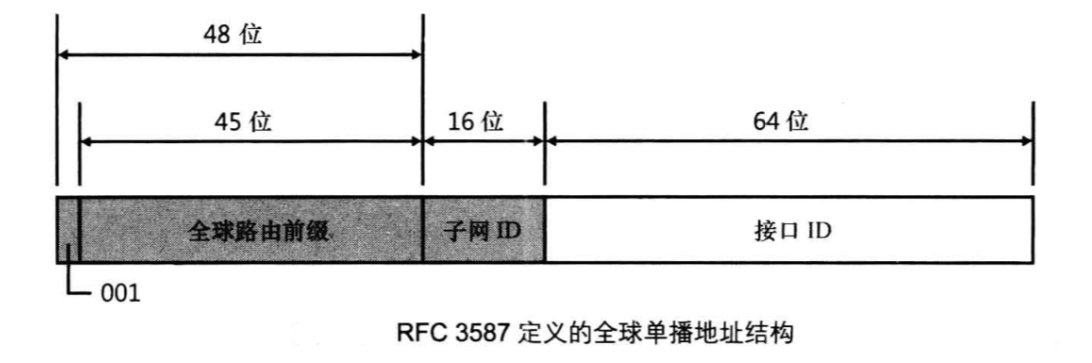 48 位
45 位 16 位 64 位
全球路由前缀 子网 ID 接口 ID
001
RFC 3587 定义的全球单播地址结构